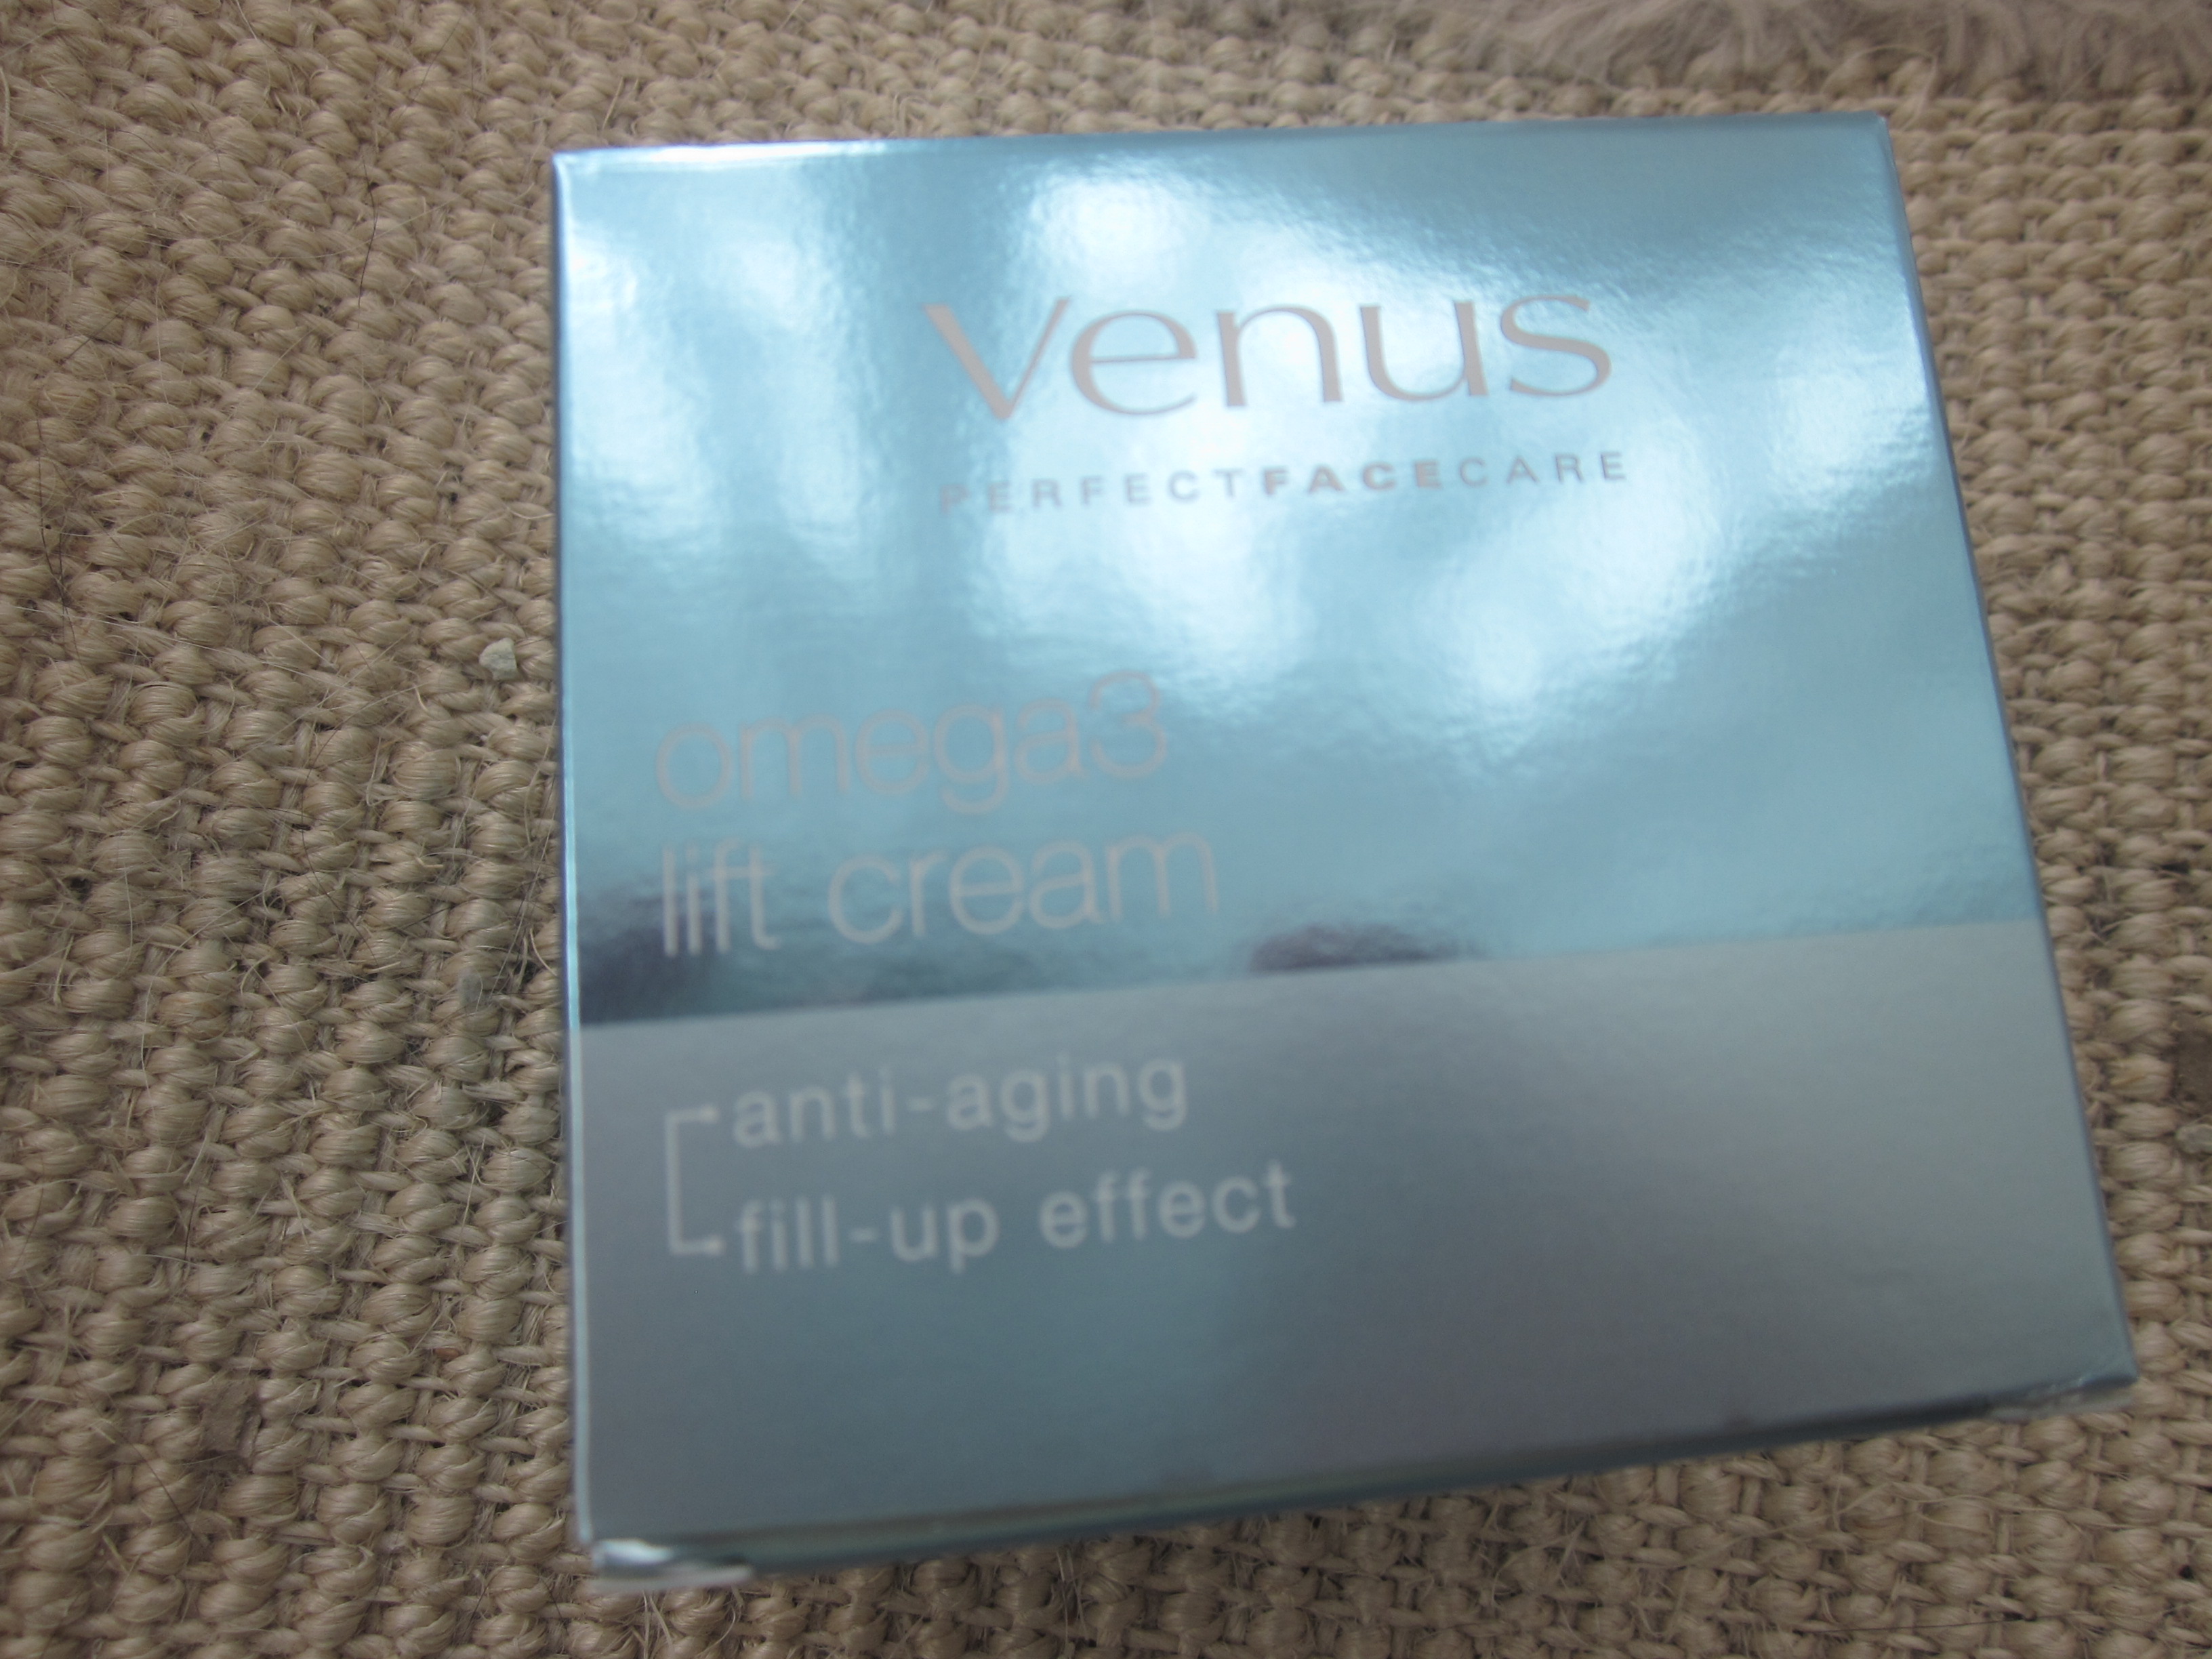 Venus
PERFECTFACECARE
omega3
lift cream
anti-aging
fill-up effect